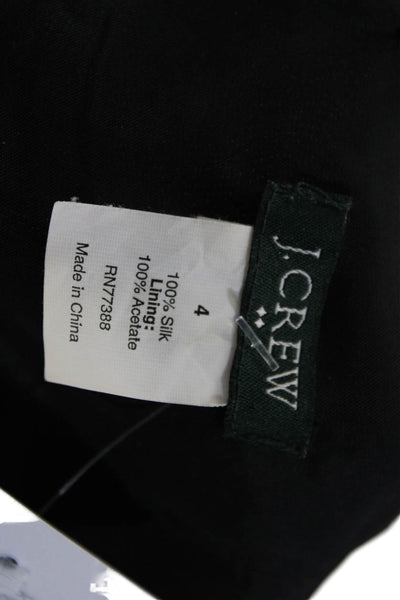 J.CREW
4
100% Silk
Lining:
100% Acetate
RN77388
Made in China